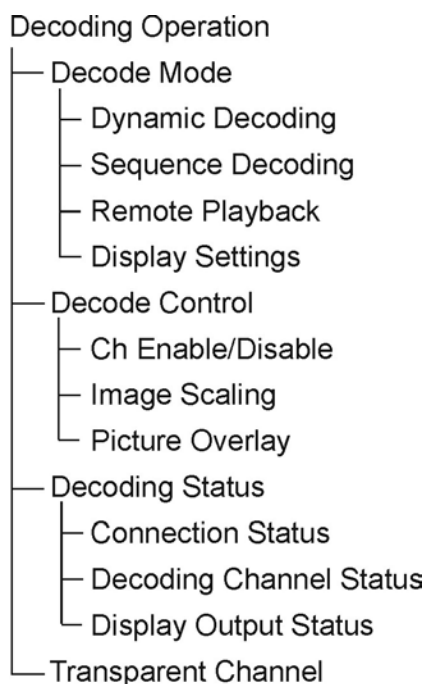 Decoding Operation
Decode Mode
Dynamic Decoding
Sequence Decoding
Remote Playback
Display Settings
Decode Control
Ch Enable/Disable
Image Scaling
Picture Overlay
Decoding Status
Connection Status
Decoding Channel Status
Display Output Status
Transparent Channel